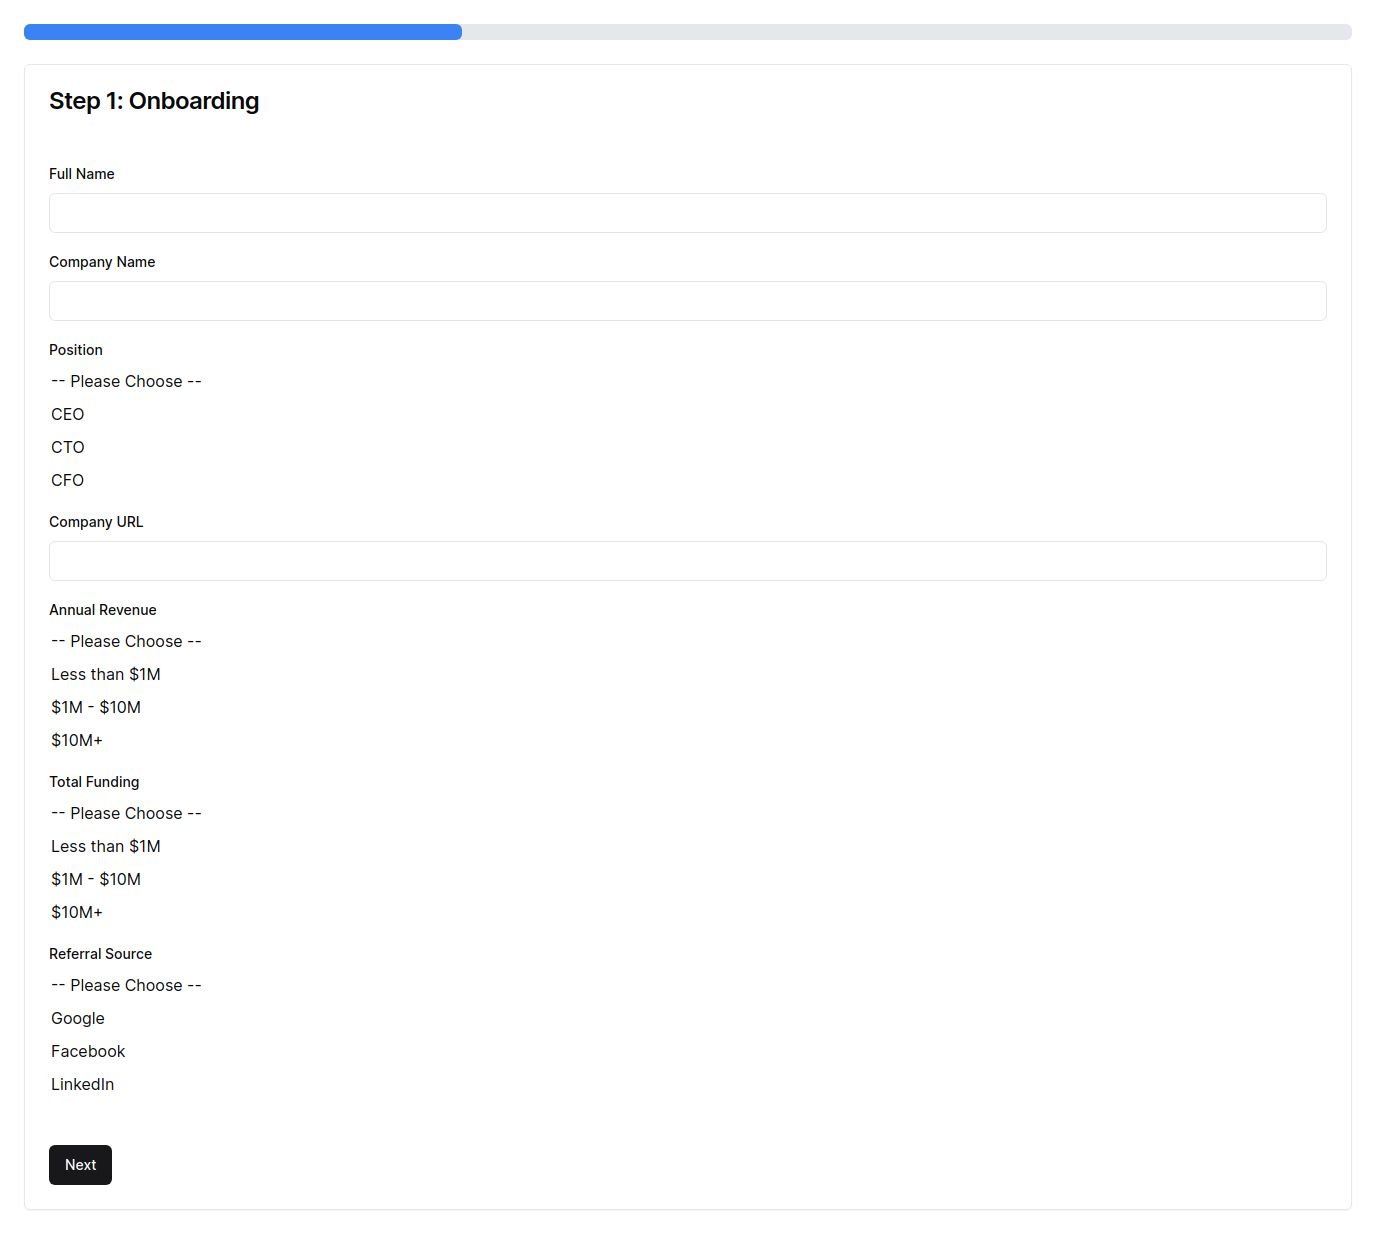 Step 1: Onboarding
Full Name
Company Name
Position
-- Please Choose --
CEO
CTO
CFO
Company URL
Annual Revenue
-- Please Choose --
Less than $1M
$1M - $10M
$10M+
Total Funding
-- Please Choose --
Less than $1M
$1M - $10M
$10M+
Referral Source
-- Please Choose --
Google
Facebook
LinkedIn
Next